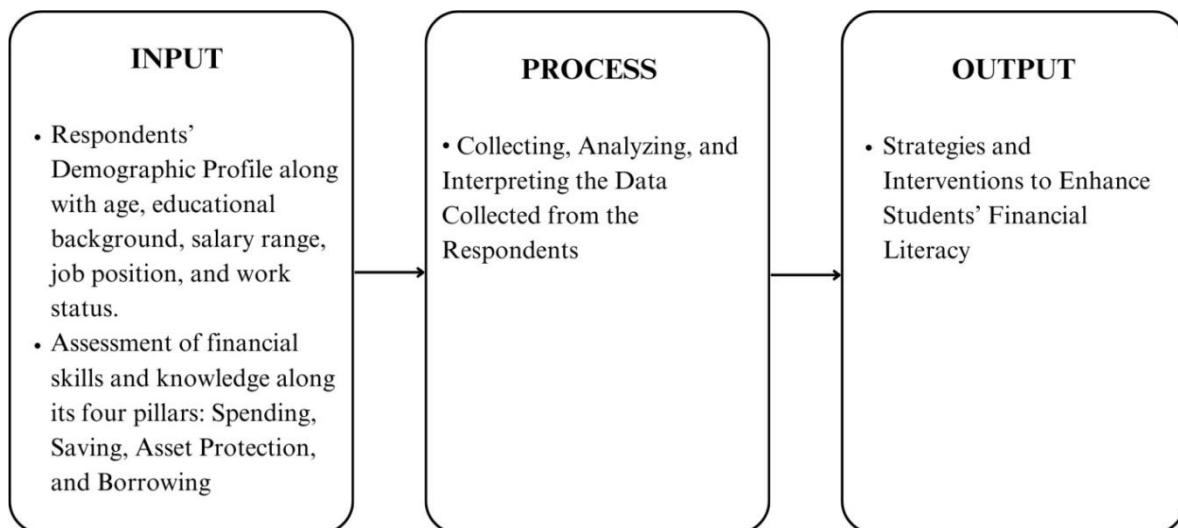 INPUT
• Respondents’
Demographic Profile along
with age, educational
background, salary range,
job position, and work
status.
• Assessment of financial
skills and knowledge along
its four pillars: Spending,
Saving, Asset Protection,
and Borrowing
PROCESS
• Collecting, Analyzing, and
Interpreting the Data
Collected from the
Respondents
OUTPUT
• Strategies and
Interventions to Enhance
Students’ Financial
Literacy